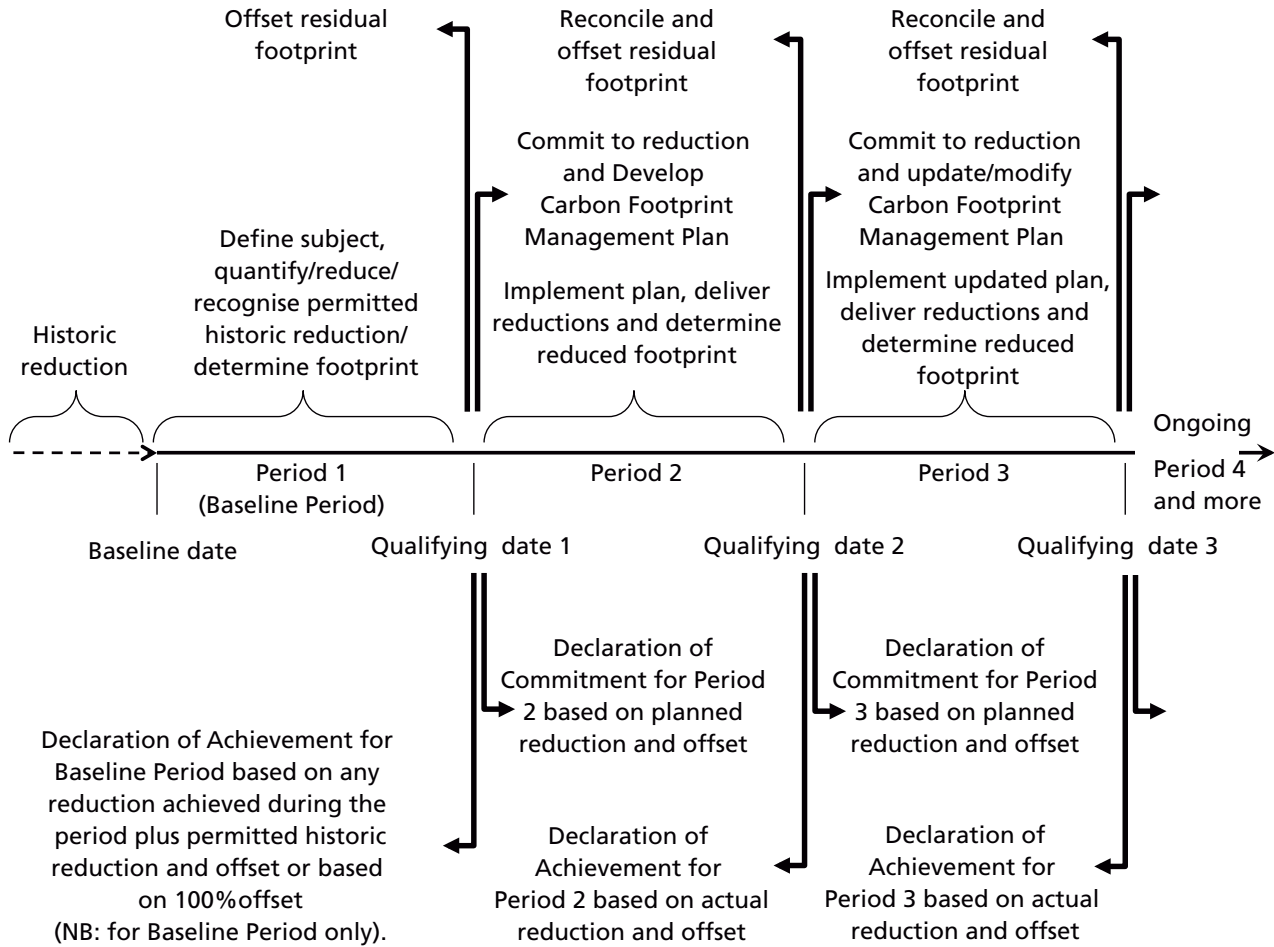 Offset residual
footprint
Reconcile and
offset residual
footprint
Reconcile and
offset residual
footprint
Commit to reduction
and Develop
Carbon Footprint
Management Plan
Commit to reduction
and update/modify
Carbon Footprint
Management Plan
Define subject,
quantify/reduce/
recognise permitted
historic reduction/
determine footprint
Implement plan, deliver
reductions and determine
reduced footprint
Implement updated plan,
deliver reductions and
determine reduced
footprint
Historic
reduction
Ongoing
Period 1
(Baseline Period)
Period 2
Period 3
Period 4
and more
Baseline date
Qualifying date 1
Qualifying date 2
Qualifying date 3
Declaration of
Commitment for Period
2 based on planned
reduction and offset
Declaration of
Commitment for Period
3 based on planned
reduction and offset
Declaration of Achievement for
Baseline Period based on any
reduction achieved during the
period plus permitted historic
reduction and offset or based
on 100%offset
(NB: for Baseline Period only).
Declaration of
Achievement for
Period 2 based on actual
reduction and offset
Declaration of
Achievement for
Period 3 based on actual
reduction and offset